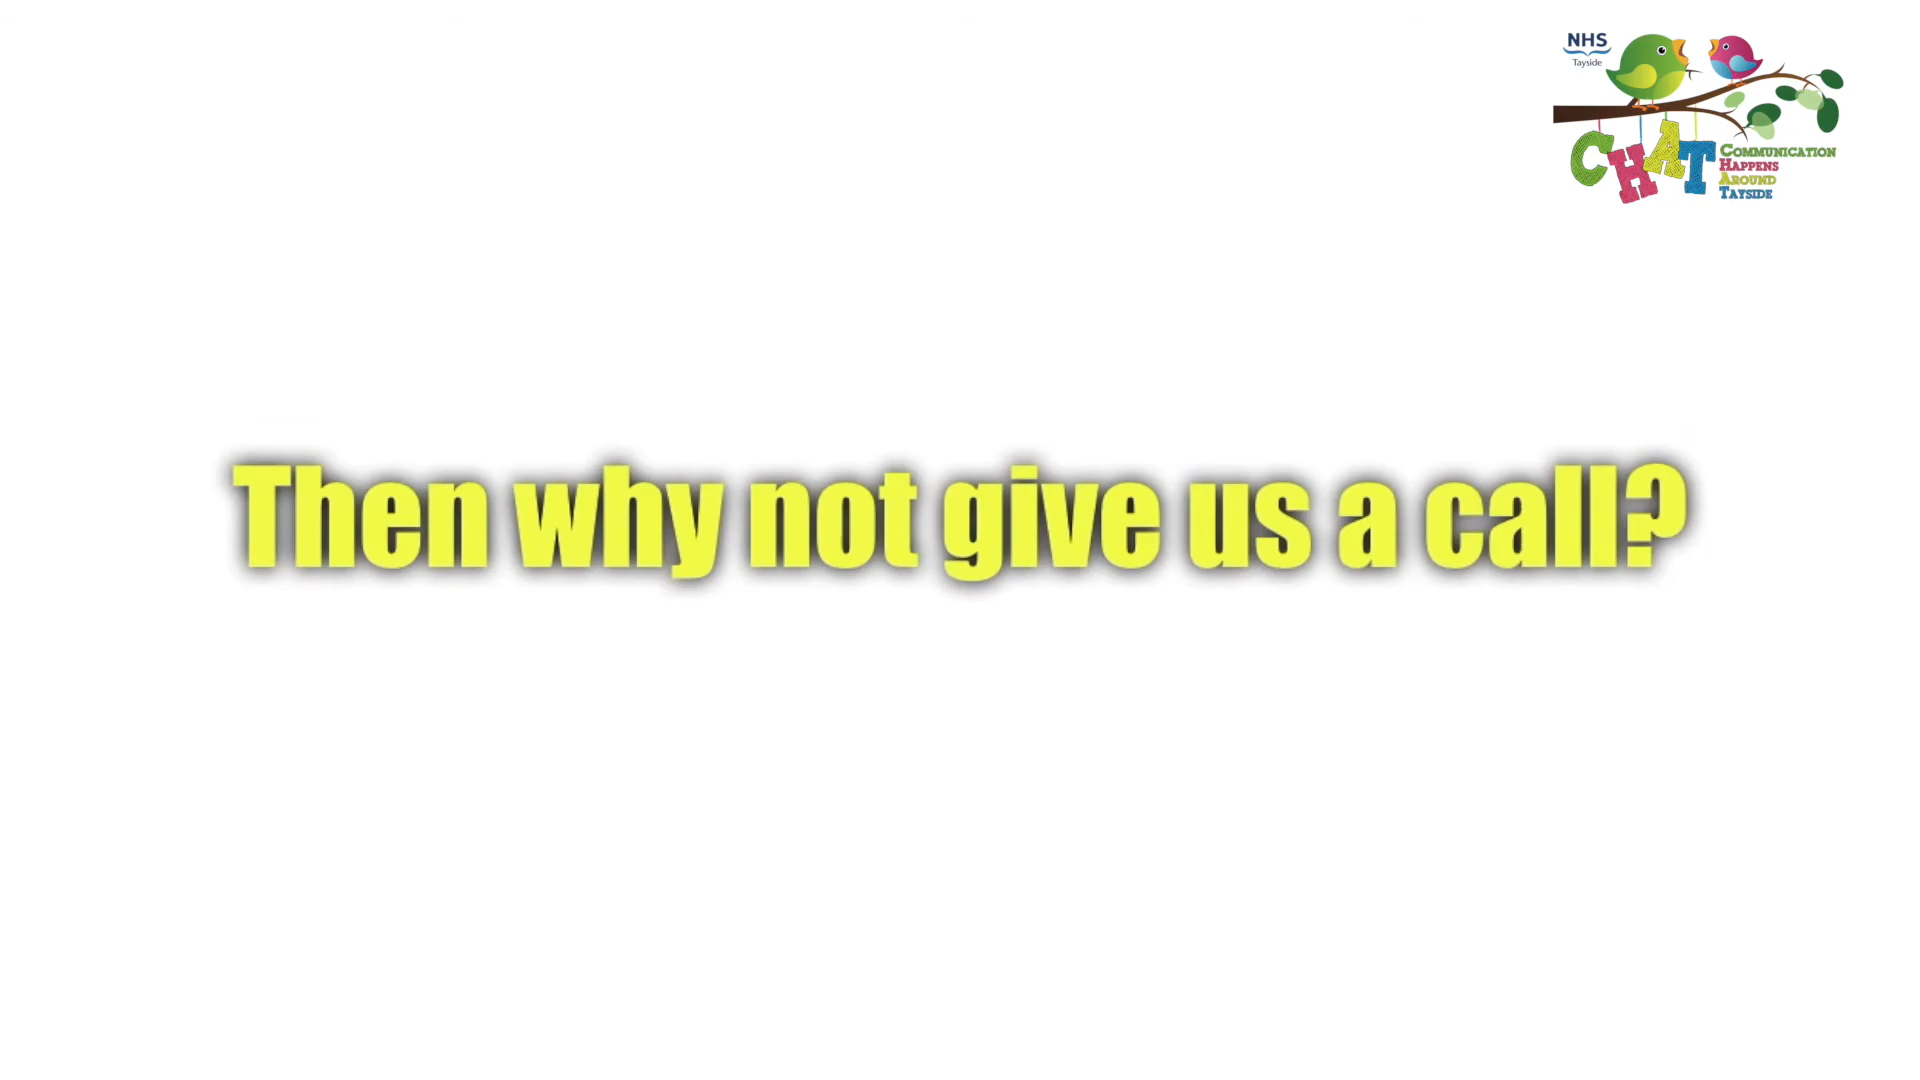 NHS
Tayside
CHAT
COMMUNICATION
HAPPENS
AROUND
TAYSIDE
Then why not give us a call?